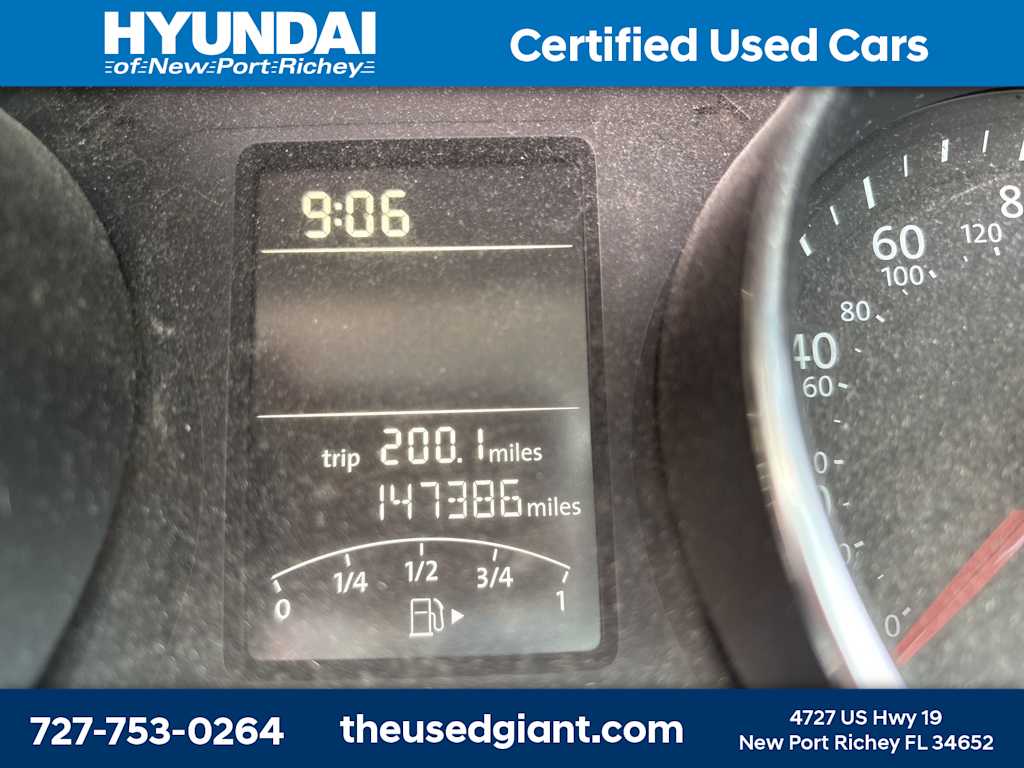 HYUNDAI
of New Port Richey
Certified Used Cars
9:06
trip 200.1 miles
147386 miles
0 1/4 1/2 3/4 1
80
120
60
100
80
40
60
0
727-753-0264
theusedgiant.com
4727 US Hwy 19
New Port Richey FL 34652